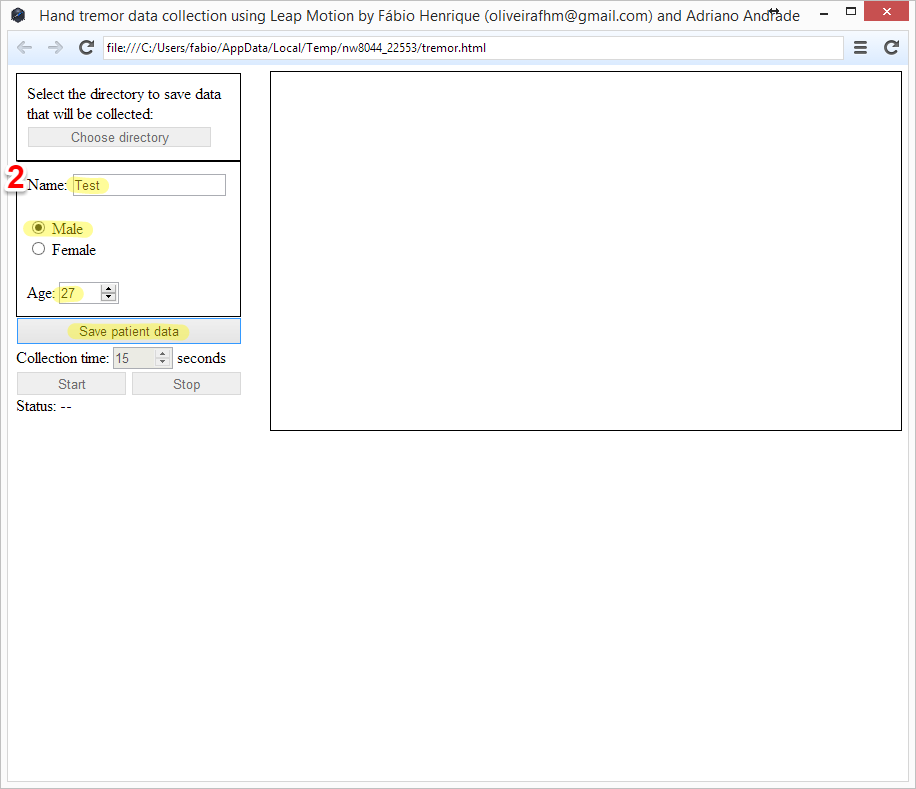 Hand tremor data collection using Leap Motion by Fábio Henrique (oliveirafhm@gmail.com) and Adriano Andrade
file:///C:/Users/fabio/AppData/Local/Temp/nw8044_22553/tremor.html
Select the directory to save data
that will be collected:
Choose directory
2
Name: Test
Male
Female
Age: 27
Save patient data
Collection time: 15 seconds
Start Stop
Status: --